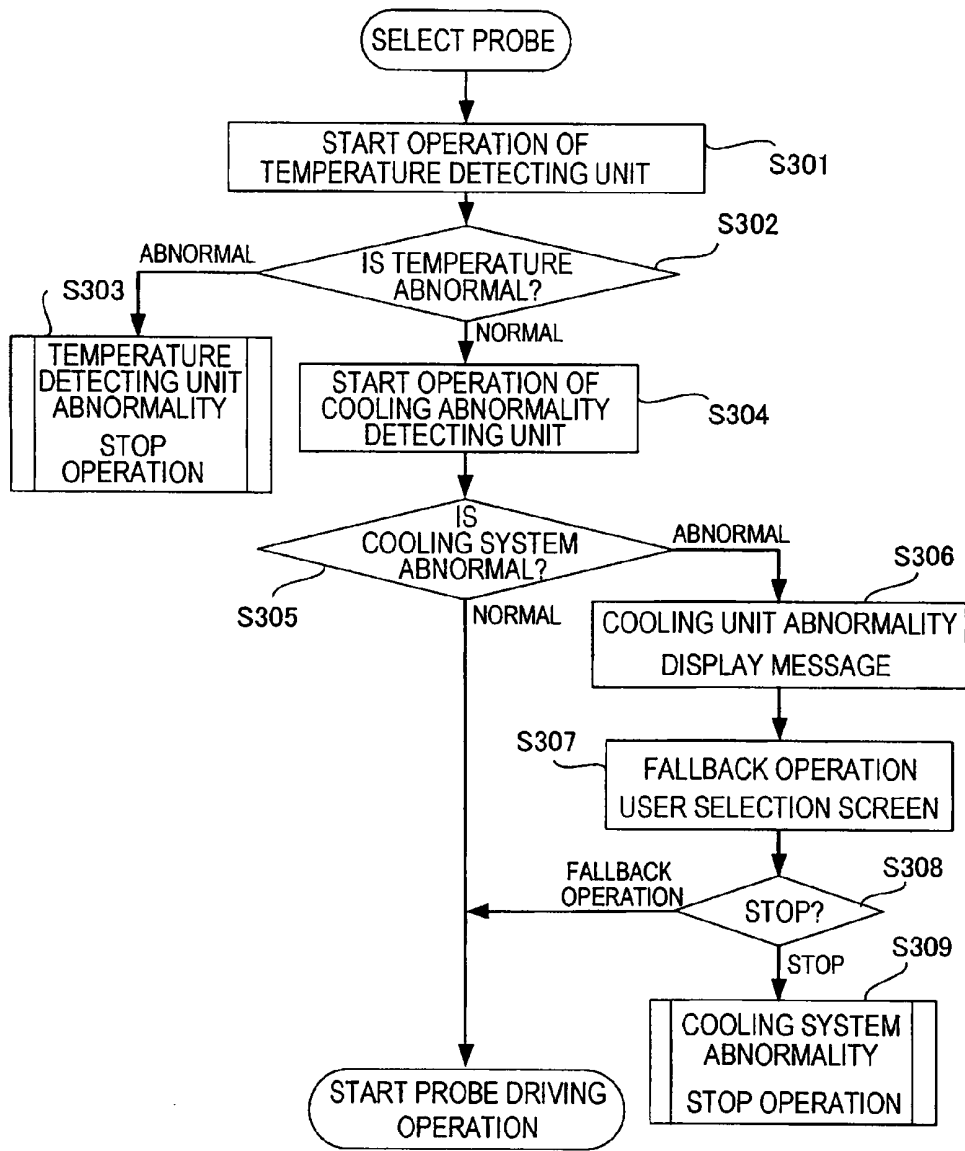 SELECT PROBE
START OPERATION OF
TEMPERATURE DETECTING UNIT
S301
S302
ABNORMAL
IS TEMPERATURE
ABNORMAL?
S303
NORMAL
TEMPERATURE
DETECTING UNIT
ABNORMALITY
STOP
OPERATION
START OPERATION OF
COOLING ABNORMALITY
DETECTING UNIT
S304
IS
COOLING SYSTEM
ABNORMAL?
ABNORMAL
S305
NORMAL
S306
COOLING UNIT ABNORMALITY
DISPLAY MESSAGE
S307
FALLBACK OPERATION
USER SELECTION SCREEN
FALLBACK
OPERATION
S308
STOP?
STOP
S309
COOLING SYSTEM
ABNORMALITY
STOP OPERATION
START PROBE DRIVING
OPERATION